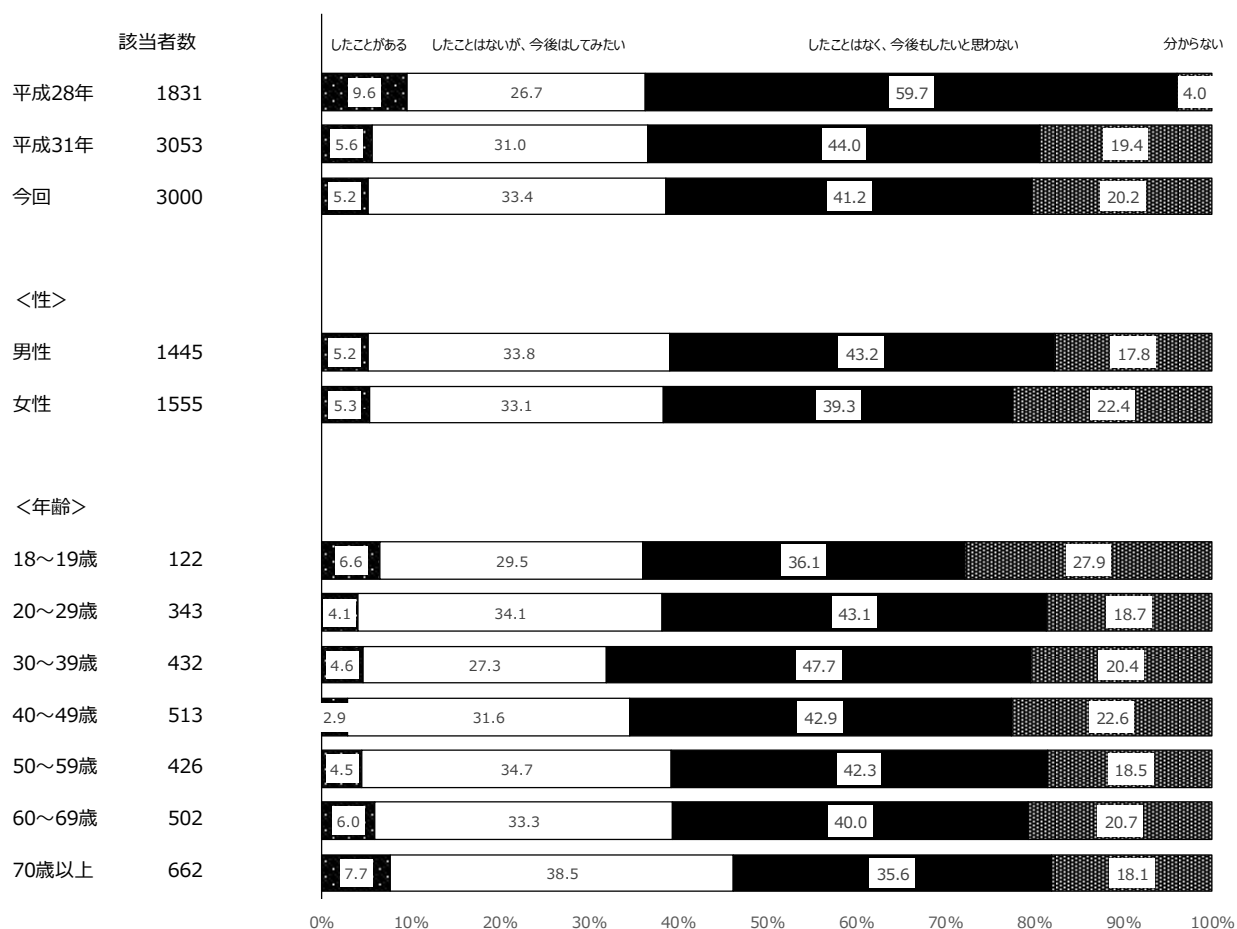 該当者数 したことがある したことはないが、今後はしてみたい したことはなく、今後もしたいと思わない 分からない
平成28年 1831 9.6 26.7 59.7 4.0
平成31年 3053 5.6 31.0 44.0 19.4
今回 3000 5.2 33.4 41.2 20.2
＜性＞
男性 1445 5.2 33.8 43.2 17.8
女性 1555 5.3 33.1 39.3 22.4
＜年齢＞
18～19歳 122 6.6 29.5 36.1 27.9
20～29歳 343 4.1 34.1 43.1 18.7
30～39歳 432 4.6 27.3 47.7 20.4
40～49歳 513 2.9 31.6 42.9 22.6
50～59歳 426 4.5 34.7 42.3 18.5
60～69歳 502 6.0 33.3 40.0 20.7
70歳以上 662 7.7 38.5 35.6 18.1
0% 10% 20% 30% 40% 50% 60% 70% 80% 90% 100%